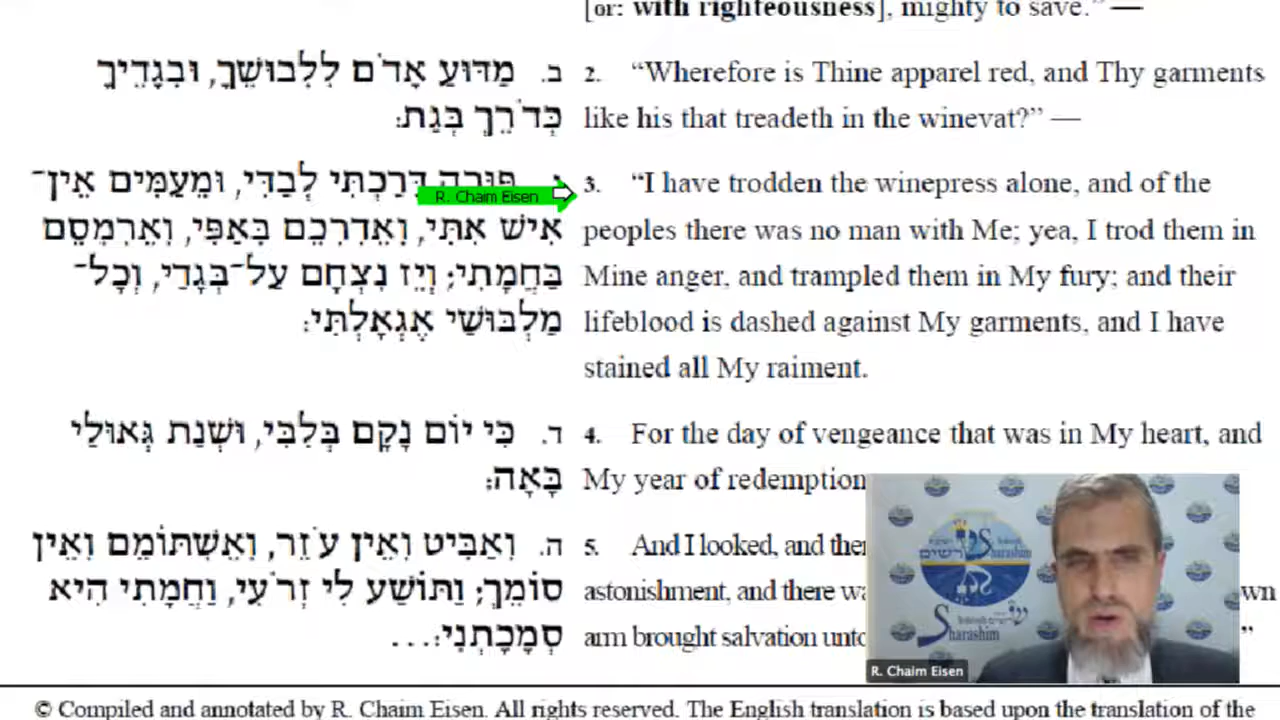 [or: with righteousness], mighty to save.” —
ב. מַדּוּעַ אָדֹם לִלְבוּשֶׁךָ, וּבְגָדֶיךָ
כְּדֹרֵךְ בְּגַת:
2. “Wherefore is Thine apparel red, and Thy garments
like his that treadeth in the winevat?” —
פּוּרָה דָּרַכְתִּי לְבַדִּי, וּמֵעַמִּים אֵין־
אִישׁ אִתִּי, וְאֶדְרְכֵם בְּאַפִּי, וְאֶרְמְסֵם
בַּחֲמָתִי; וְיֵז נִצְחָם עַל־בְּגָדַי, וְכָל־
מַלְבּוּשַׁי אֶגְאָלְתִּי:
R. Chaim Eisen
3. “I have trodden the winepress alone, and of the
peoples there was no man with Me; yea, I trod them in
Mine anger, and trampled them in My fury; and their
lifeblood is dashed against My garments, and I have
stained all My raiment.
ד. כִּי יוֹם נָקָם בְּלִבִּי, וּשְׁנַת גְּאוּלַי
בָּאָה:
4. For the day of vengeance that was in My heart, and
My year of redemption
ה. וְאַבִּיט וְאֵין עֹזֵר, וְאֶשְׁתּוֹמֵם וְאֵין
סוֹמֵךְ; וַתּוֹשַׁע לִי זְרֹעִי, וַחֲמָתִי הִיא
סְמָכָתְנִי:...
5. And I looked, and
astonishment, and there
arm brought salvation ”
שרשים
Sharashim
Sharashim
R. Chaim Eisen
© Compiled and annotated by R. Chaim Eisen. All rights reserved. The English translation is based upon the translation of the